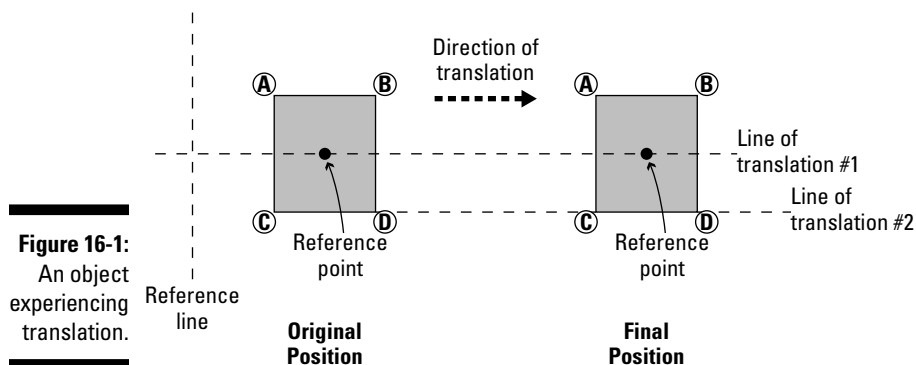 Direction of
translation
A
B
A
B
Line of
translation #1
C
D
C
D
Line of
translation #2
Reference
point
Reference
point
Reference
line
Original
Position
Final
Position
Figure 16-1:
An object
experiencing
translation.